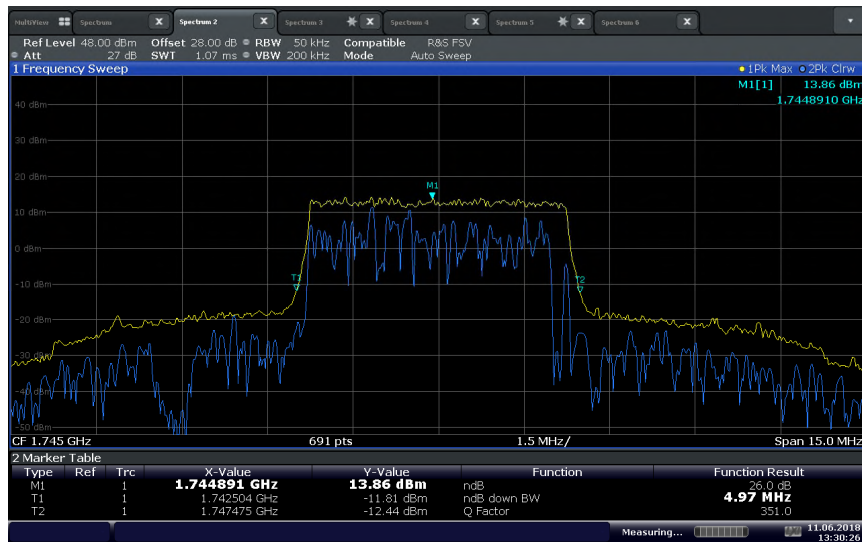 MultiView Spectrum X Spectrum 2 X Spectrum 3 X Spectrum 4 X Spectrum 5 X Spectrum 6 X
Ref Level 48.00 dBm Offset 28.00 dB RBW 50 kHz Compatible R&S FSV
Att 27 dB SWT 1.07 ms VBW 200 kHz Mode Auto Sweep
1 Frequency Sweep 1Pk Max 2Pk Clrw
M1[1] 13.86 dBm
1.7448910 GHz
40 dBm
30 dBm
20 dBm
M1
10 dBm
0 dBm
T1
T2
-10 dBm
-20 dBm
-30 dBm
-40 dBm
-50 dBm
CF 1.745 GHz 691 pts 1.5 MHz/ Span 15.0 MHz
2 Marker Table
Type Ref Trc X-Value Y-Value Function Function Result
M1 1 1.744891 GHz 13.86 dBm ndB 26.0 dB
T1 1 1.742504 GHz -11.81 dBm ndB down BW 4.97 MHz
T2 1 1.747475 GHz -12.44 dBm Q Factor 351.0
Measuring... 11.06.2018
13:30:26